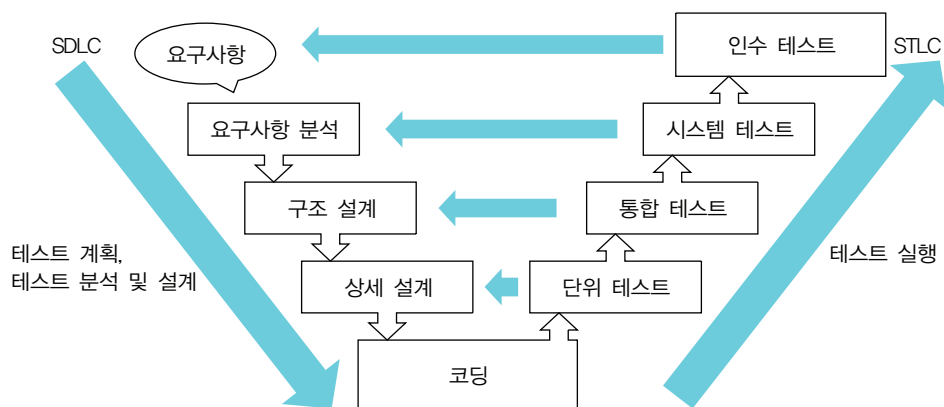 SDLC
요구사항
인수 테스트
STLC
요구사항 분석
시스템 테스트
구조 설계
통합 테스트
테스트 계획,
테스트 분석 및 설계
테스트 실행
상세 설계
단위 테스트
코딩